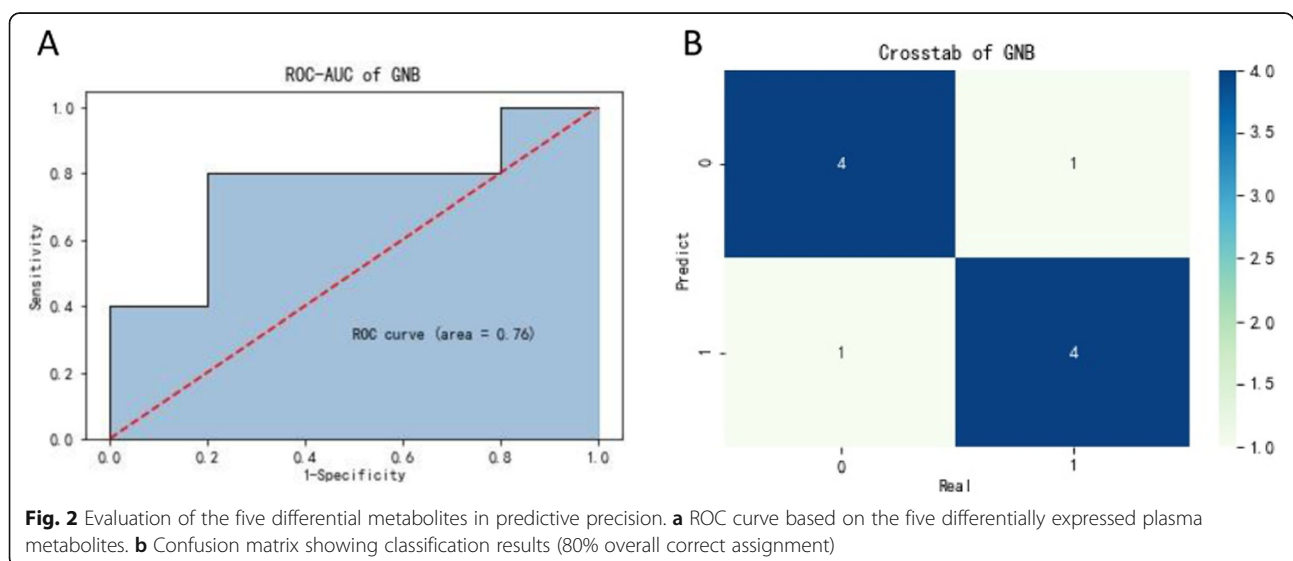 A
ROC-AUC of GNB
1.0
0.8
0.6
0.4
0.2
0.0
Sensitivity
ROC curve (area = 0.76)
0.0 0.2 0.4 0.6 0.8 1.0
1-Specificity
B
Crosstab of GNB
0
1
Predict
4 1
1 4
0 1
Real
4.0
3.5
3.0
2.5
2.0
1.5
1.0
Fig. 2 Evaluation of the five differential metabolites in predictive precision. a ROC curve based on the five differentially expressed plasma
metabolites. b Confusion matrix showing classification results (80% overall correct assignment)